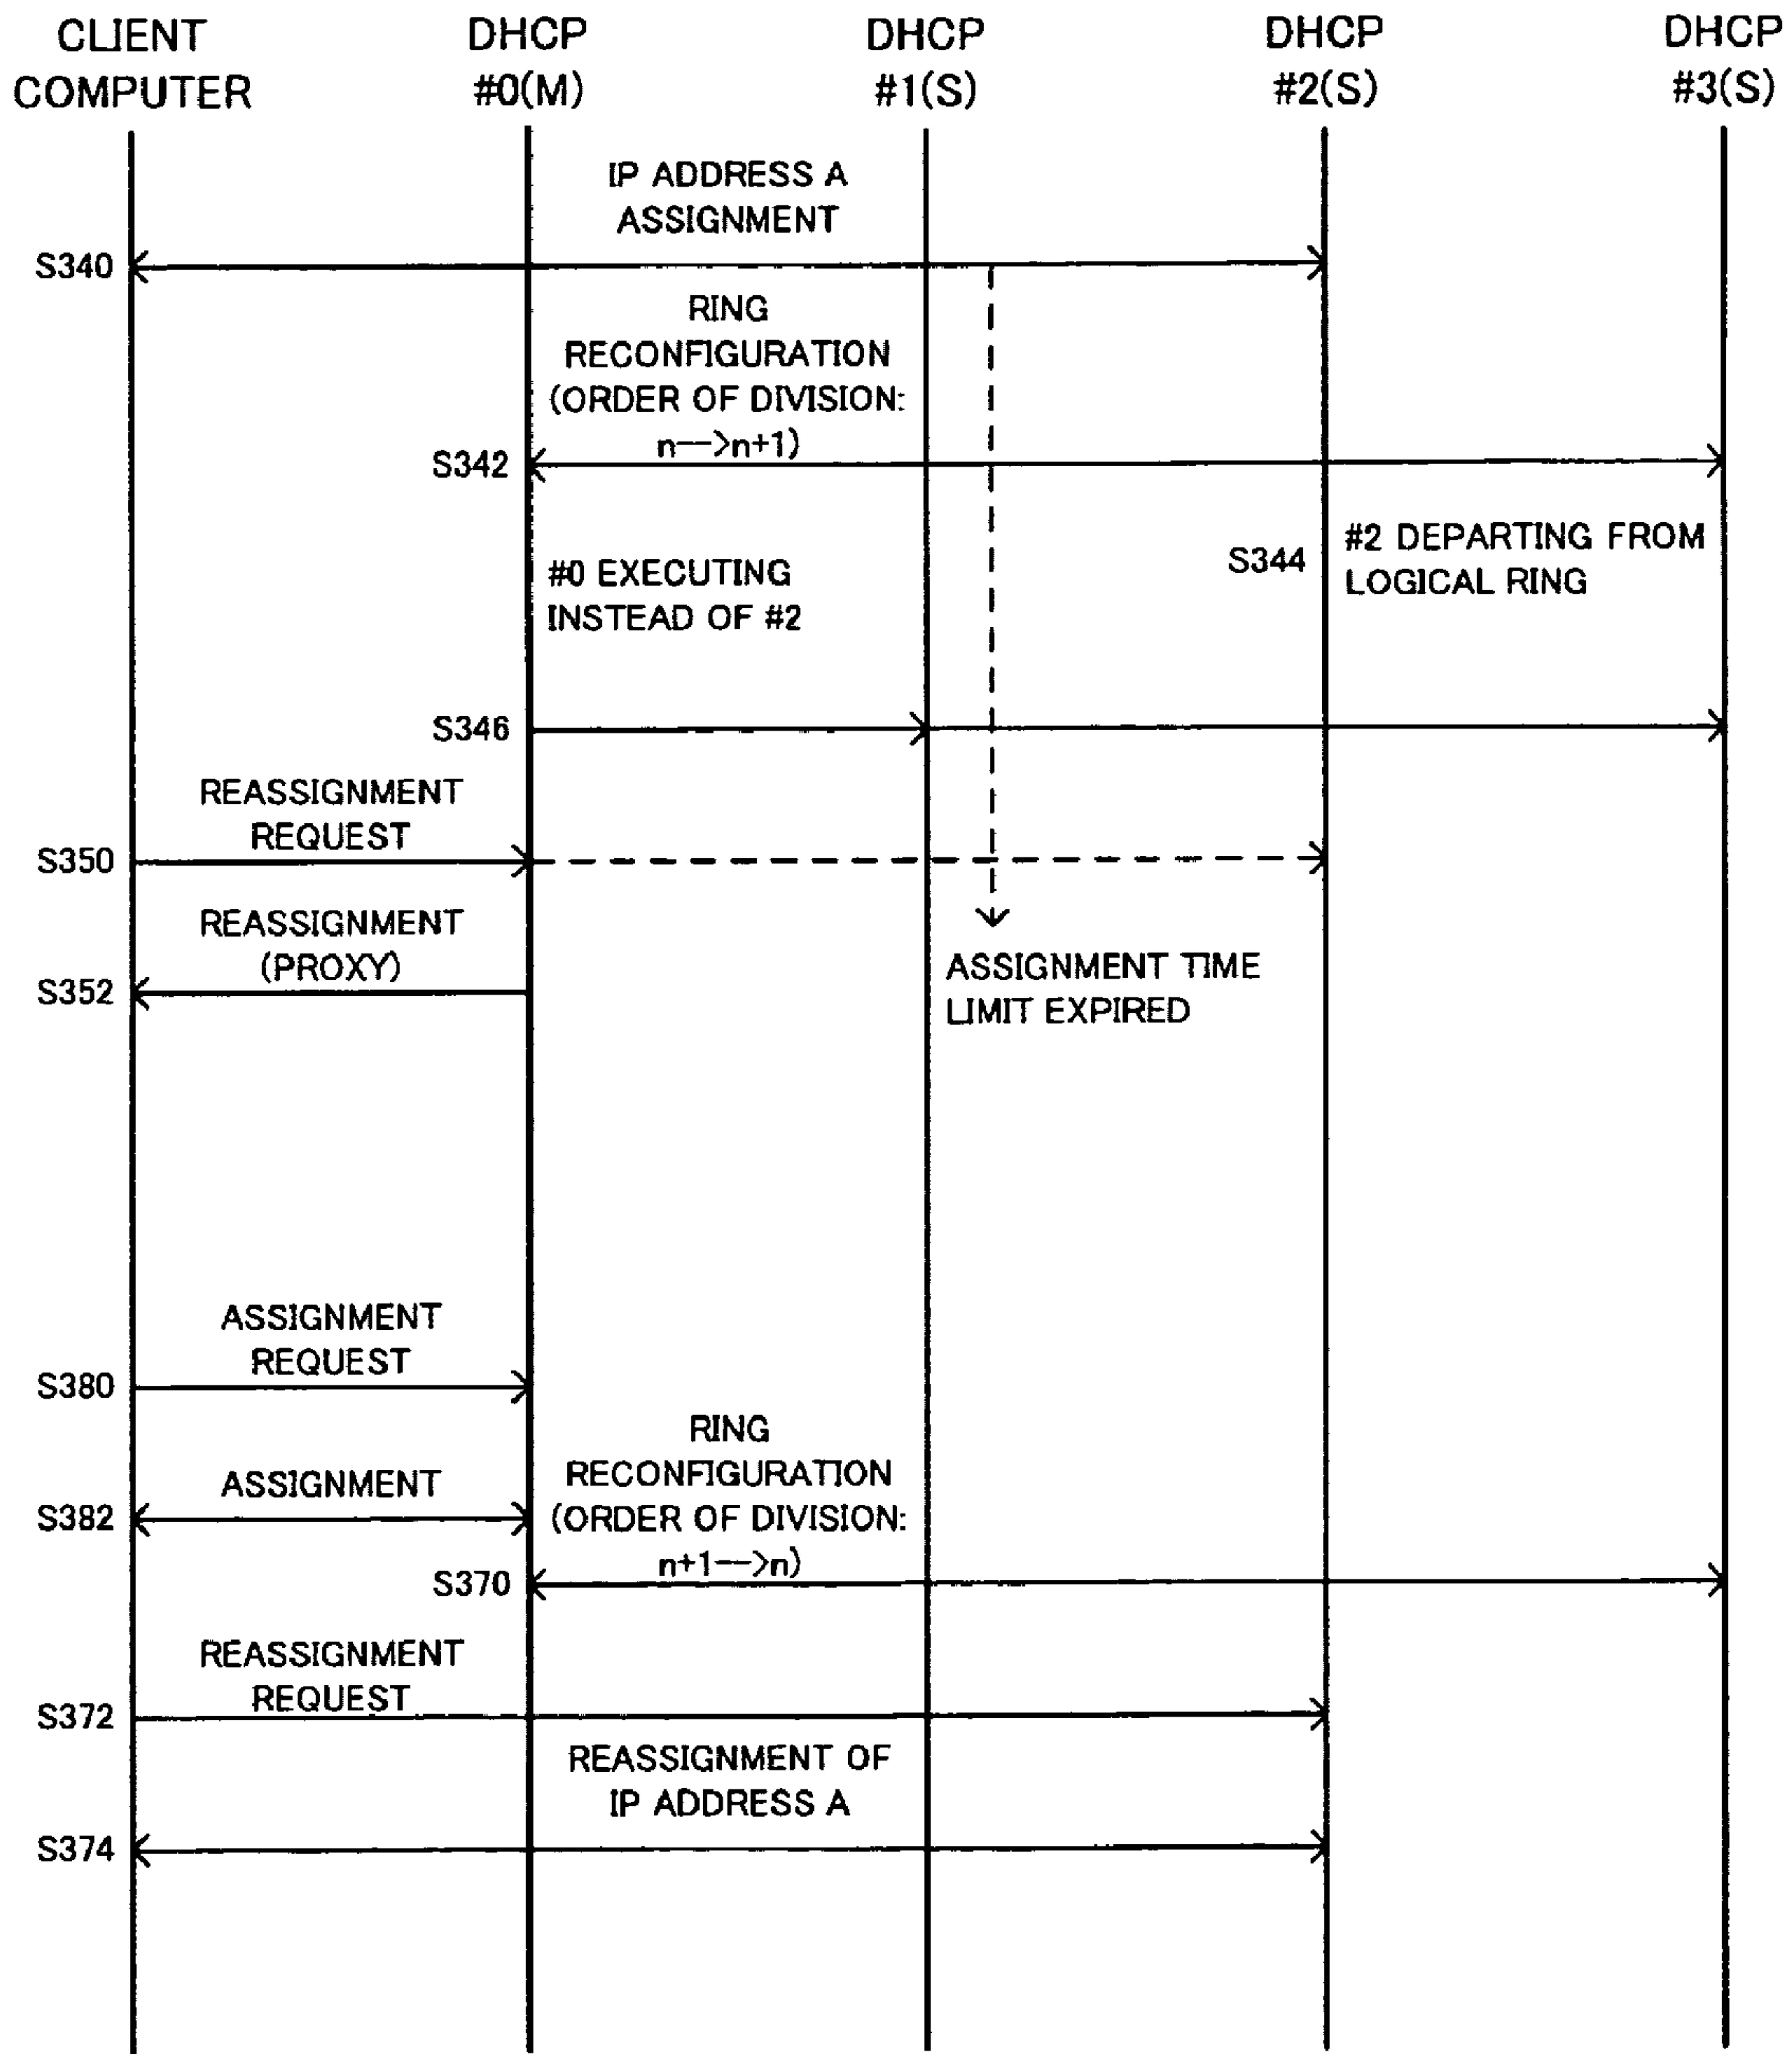 CLIENT
COMPUTER
DHCP
#0(M)
DHCP
#1(S)
DHCP
#2(S)
DHCP
#3(S)
IP ADDRESS A
ASSIGNMENT
S340
RING
RECONFIGURATION
(ORDER OF DIVISION:
n—>n+1)
S342
#0 EXECUTING
INSTEAD OF #2
S344
#2 DEPARTING FROM
LOGICAL RING
S346
REASSIGNMENT
REQUEST
S350
REASSIGNMENT
(PROXY)
S352
ASSIGNMENT TIME
LIMIT EXPIRED
ASSIGNMENT
REQUEST
S380
ASSIGNMENT
S382
RING
RECONFIGURATION
(ORDER OF DIVISION:
n+1—>n)
S370
REASSIGNMENT
REQUEST
S372
REASSIGNMENT OF
IP ADDRESS A
S374